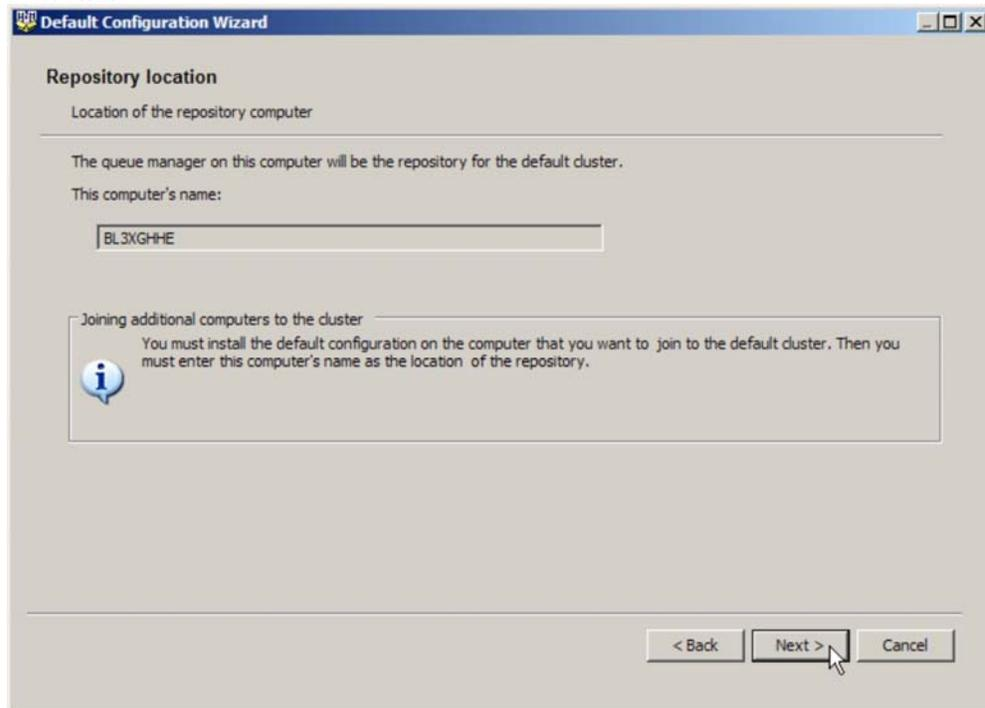 Default Configuration Wizard
Repository location
Location of the repository computer
The queue manager on this computer will be the repository for the default cluster.
This computer's name:
BL3XGHHE
Joining additional computers to the cluster
You must install the default configuration on the computer that you want to join to the default cluster. Then you
must enter this computer's name as the location of the repository.
< Back Next > Cancel